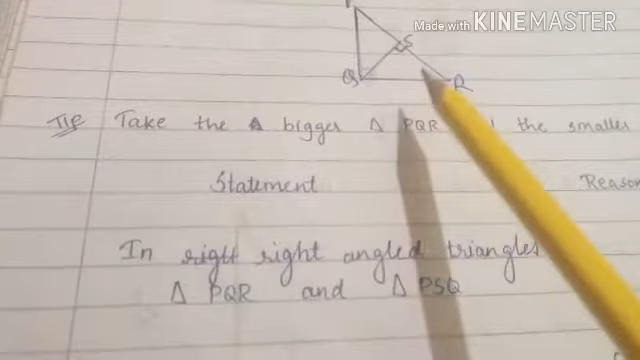 Made with KINEMASTER
S
Q R
Tip Take the bigger Δ PQR the smaller
Statement Reason
In right right angled triangles
Δ PQR and Δ PSQ